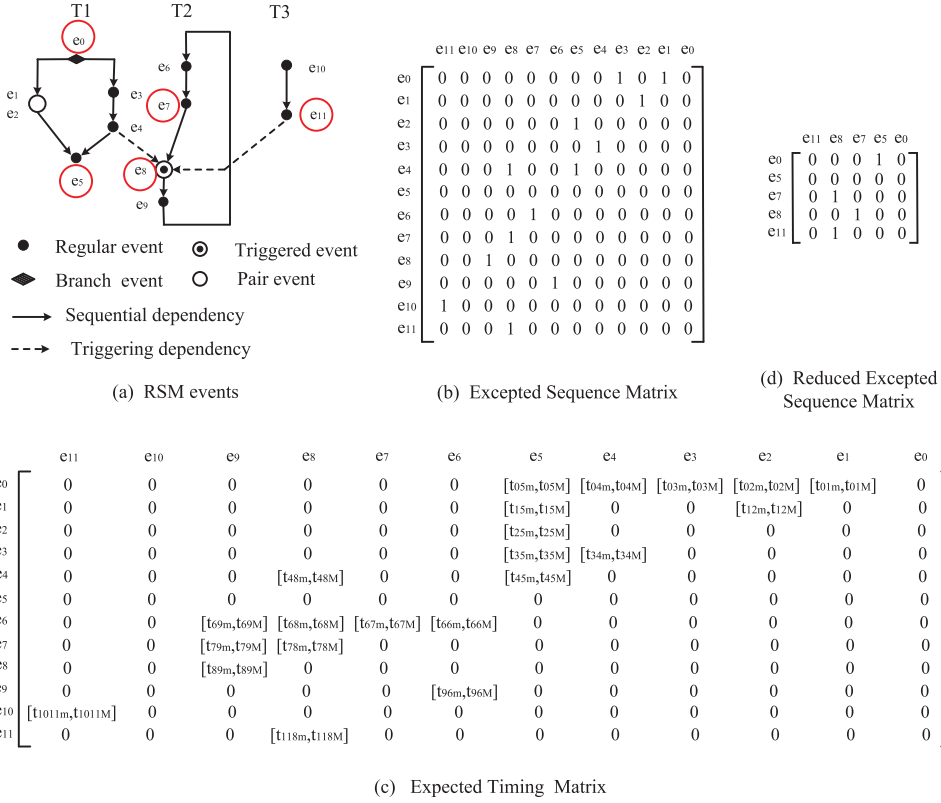 T1 T2 T3
e0
e6 e10
e1 e3 e7
e2 e4 e11
e5 e8
e9
Regular event Triggered event
Branch event Pair event
Sequential dependency
Triggering dependency
(a) RSM events
e11 e10 e9 e8 e7 e6 e5 e4 e3 e2 e1 e0
e0 0 0 0 0 0 0 0 0 1 0 1 0
e1 0 0 0 0 0 0 0 0 0 1 0 0
e2 0 0 0 0 0 0 1 0 0 0 0 0
e3 0 0 0 0 0 0 0 1 0 0 0 0
e4 0 0 0 1 0 0 1 0 0 0 0 0
e5 0 0 0 0 0 0 0 0 0 0 0 0
e6 0 0 0 0 1 0 0 0 0 0 0 0
e7 0 0 0 1 0 0 0 0 0 0 0 0
e8 0 0 1 0 0 0 0 0 0 0 0 0
e9 0 0 0 0 0 1 0 0 0 0 0 0
e10 1 0 0 0 0 0 0 0 0 0 0 0
e11 0 0 0 1 0 0 0 0 0 0 0 0
(b) Excepted Sequence Matrix
e11 e8 e7 e5 e0
e0 0 0 0 1 0
e5 0 0 0 0 0
e7 0 1 0 0 0
e8 0 0 1 0 0
e11 0 1 0 0 0
(d) Reduced Excepted
Sequence Matrix
e11 e10 e9 e8 e7 e6 e5 e4 e3 e2 e1 e0
e0 0 0 0 0 0 0 [t05m,t05M] [t04m,t04M] [t03m,t03M] [t02m,t02M] [t01m,t01M] 0
e1 0 0 0 0 0 0 [t15m,t15M] 0 0 [t12m,t12M] 0 0
e2 0 0 0 0 0 0 [t25m,t25M] 0 0 0 0 0
e3 0 0 0 0 0 0 [t35m,t35M] [t34m,t34M] 0 0 0 0
e4 0 0 0 [t48m,t48M] 0 0 [t45m,t45M] 0 0 0 0 0
e5 0 0 0 0 0 0 0 0 0 0 0 0
e6 0 0 [t69m,t69M] [t68m,t68M] [t67m,t67M] [t66m,t66M] 0 0 0 0 0 0
e7 0 0 [t79m,t79M] [t78m,t78M] 0 0 0 0 0 0 0 0
e8 0 0 [t89m,t89M] 0 0 0 0 0 0 0 0 0
e9 0 0 0 0 0 [t96m,t96M] 0 0 0 0 0 0
e10 [t1011m,t1011M] 0 0 0 0 0 0 0 0 0 0 0
e11 0 0 0 [t118m,t118M] 0 0 0 0 0 0 0 0
(c) Expected Timing Matrix